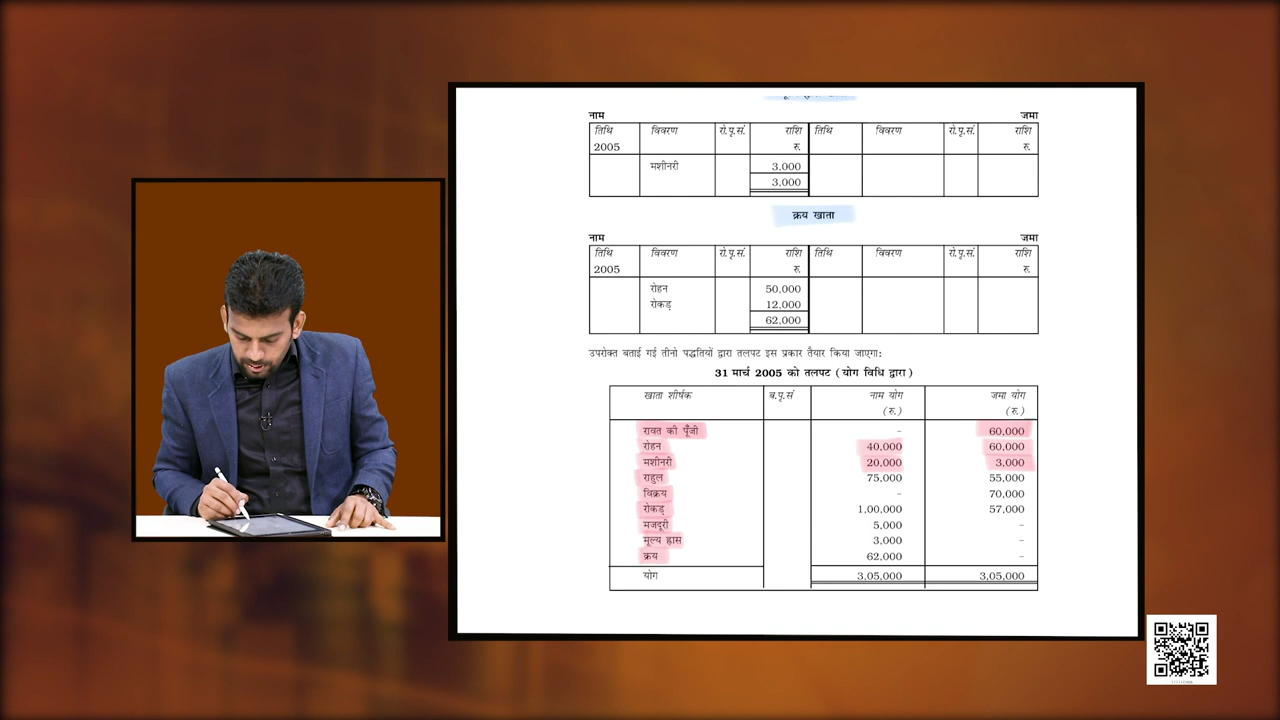 नाम जमा
तिथि विवरण रो.पृ.सं. राशि तिथि विवरण रो.पृ.सं. राशि
2005 रु. रु.
मशीनरी 3,000
3,000
क्रय खाता
नाम जमा
तिथि विवरण रो.पृ.सं. राशि तिथि विवरण रो.पृ.सं. राशि
2005 रु. रु.
रोहन 50,000
रोकड़ 12,000
62,000
उपरोक्त बताई गई तीनो पद्धतियों द्वारा तलपट इस प्रकार तैयार किया जाएगा:
31 मार्च 2005 को तलपट (योग विधि द्वारा)
खाता शीर्षक ब.पृ.सं नाम योग जमा योग
(रु.) (रु.)
रावत की पूँजी – 60,000
रोहन 40,000 60,000
मशीनरी 20,000 3,000
राहुल 75,000 55,000
विक्रय – 70,000
रोकड़ 1,00,000 57,000
मजदूरी 5,000 –
मूल्य ह्रास 3,000 –
क्रय 62,000 –
योग 3,05,000 3,05,000